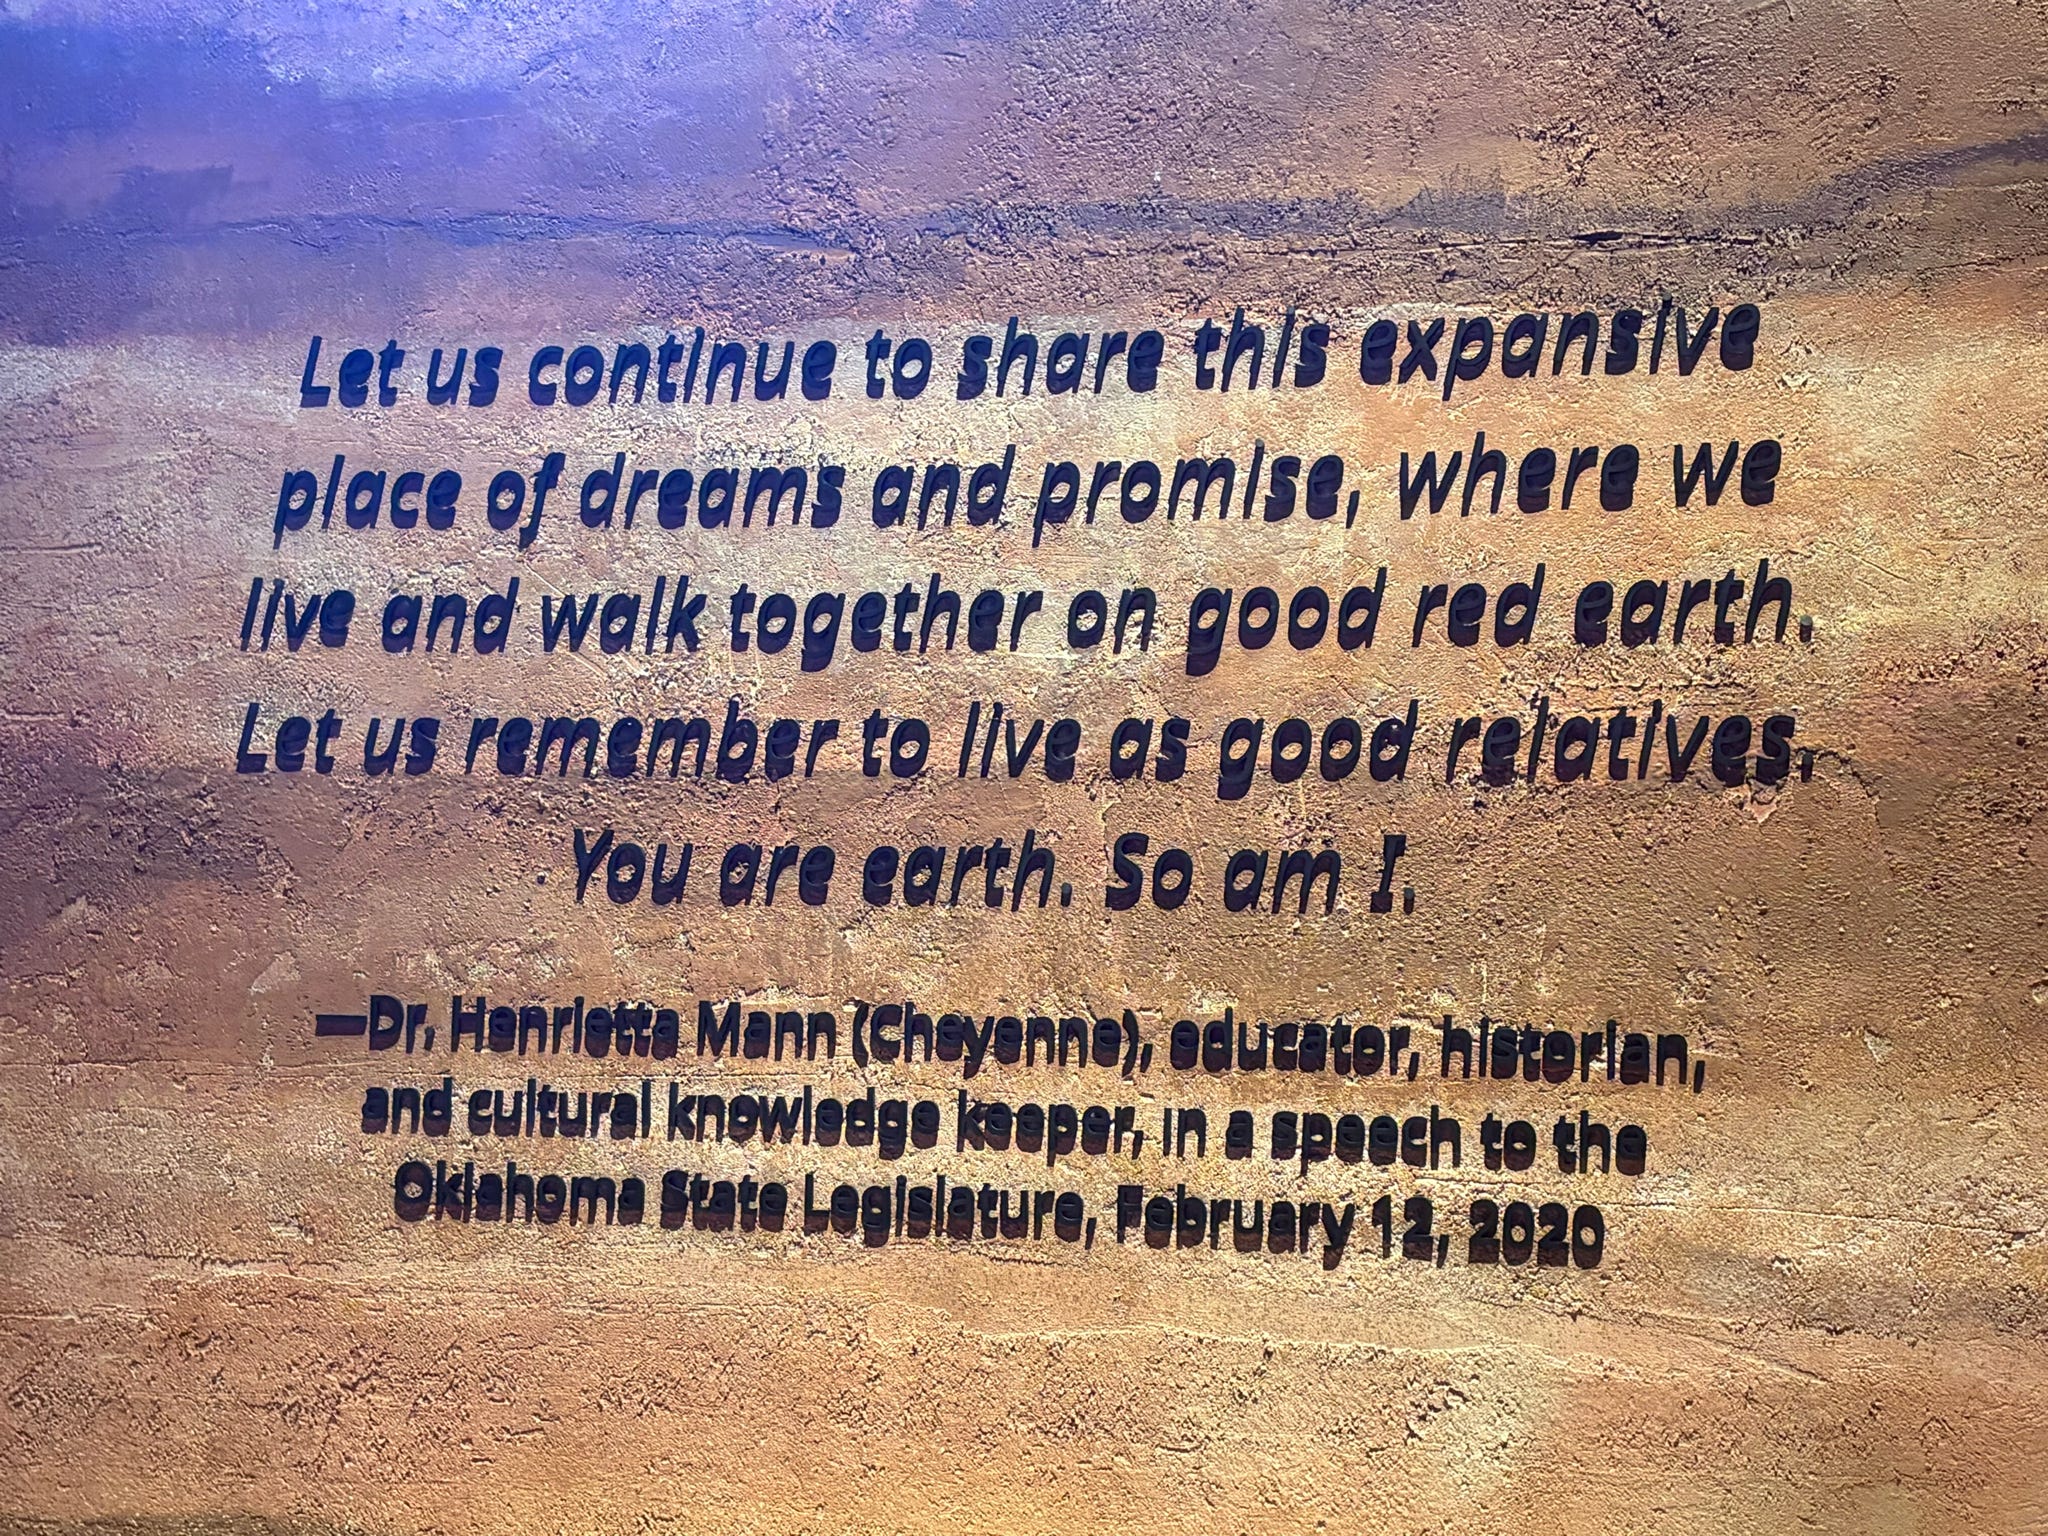 Let us continue to share this expansive
place of dreams and promise, where we
live and walk together on good red earth.
Let us remember to live as good relatives.
You are earth. So am I.
—Dr. Henrietta Mann (Cheyenne), educator, historian,
and cultural knowledge keeper, in a speech to the
Oklahoma State Legislature, February 12, 2020